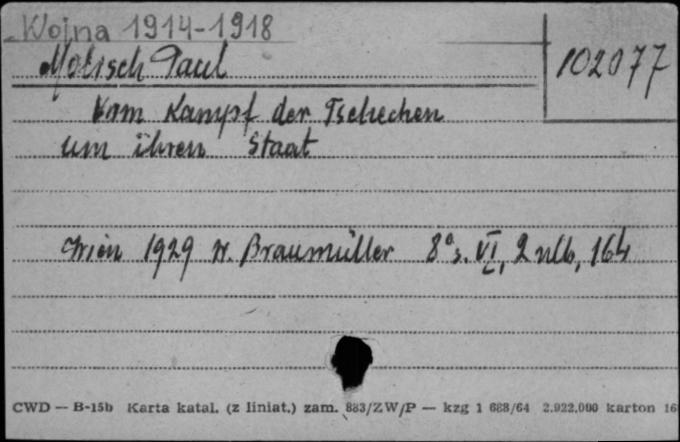 Wojna 1914-1918
Molisch Paul
102077
Vom Kampf der Tschechen
um ihren Staat
Wien 1929 W. Braumüller 8° s. VI, 2 nlb, 164
CWD — B-15b Karta katal. (z liniat.) zam. 883/ZW/P — kzg 1 688/64 2.922.000 karton 16